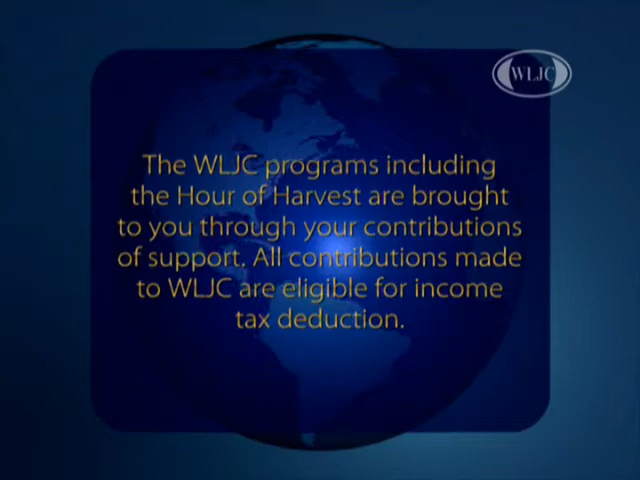 WLJC
The WLJC programs including
the Hour of Harvest are brought
to you through your contributions
of support. All contributions made
to WLJC are eligible for income
tax deduction.